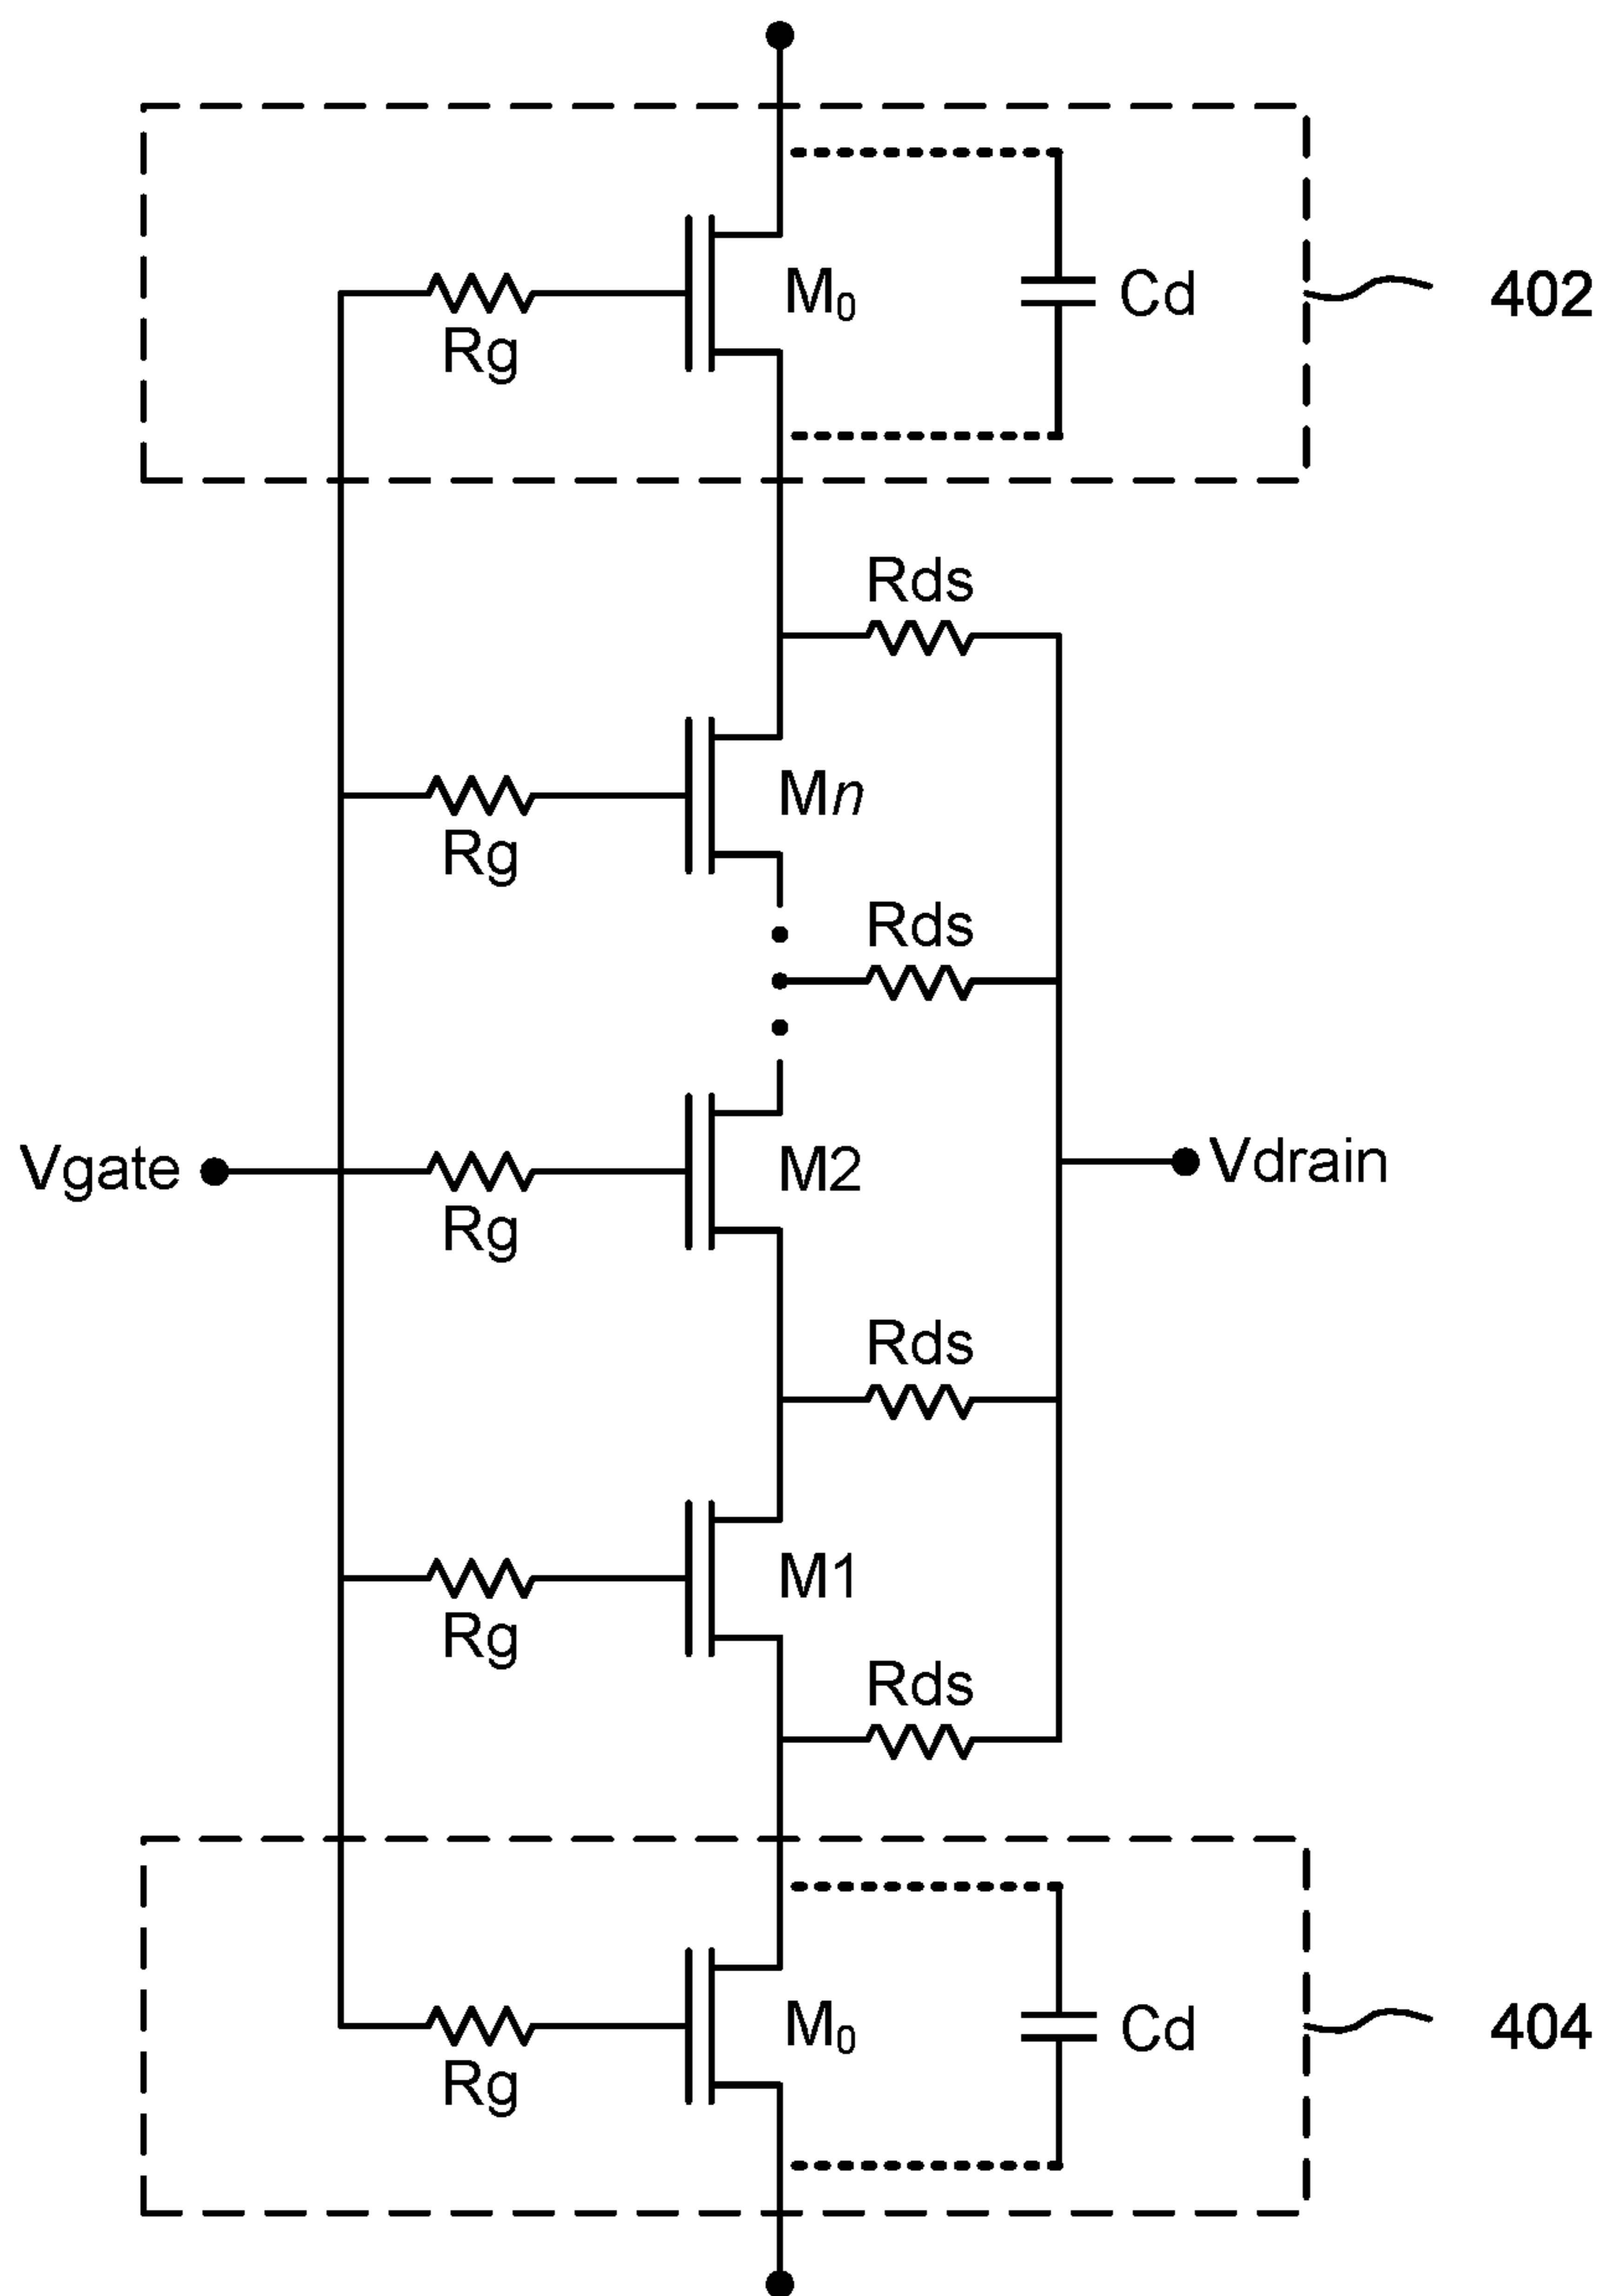 M₀
Cd
402
Rg
Rds
Mn
Rg
Rds
Vgate
M2
Vdrain
Rg
Rds
M1
Rg
Rds
M₀
Cd
404
Rg